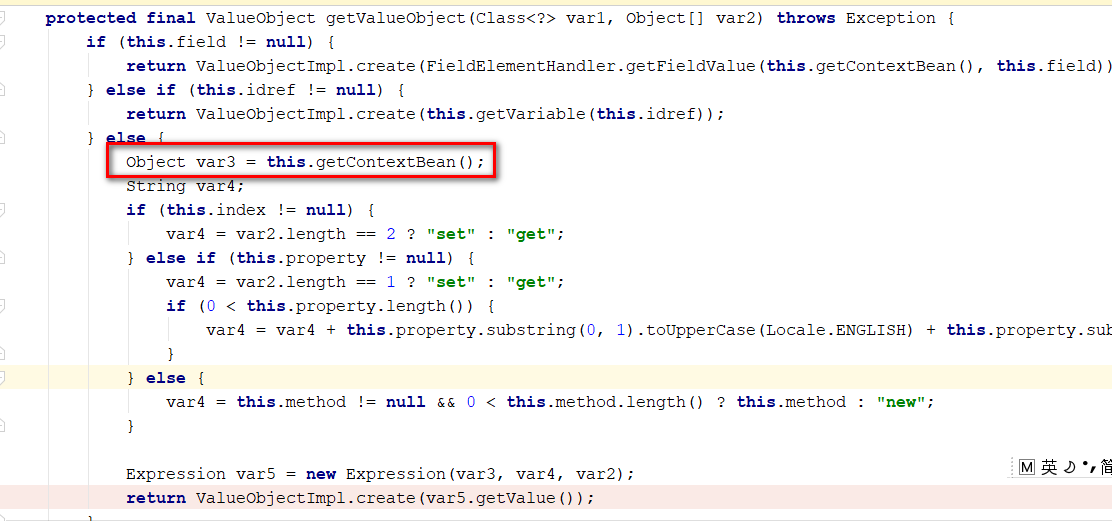 protected final ValueObject getValueObject(Class<?> var1, Object[] var2) throws Exception {
if (this.field != null) {
return ValueObjectImpl.create(FieldElementHandler.getFieldValue(this.getContextBean(), this.field))
} else if (this.idref != null) {
return ValueObjectImpl.create(this.getVariable(this.idref));
} else {
Object var3 = this.getContextBean();
String var4;
if (this.index != null) {
var4 = var2.length == 2 ? "set" : "get";
} else if (this.property != null) {
var4 = var2.length == 1 ? "set" : "get";
if (0 < this.property.length()) {
var4 = var4 + this.property.substring(0, 1).toUpperCase(Locale.ENGLISH) + this.property.sub
}
} else {
var4 = this.method != null && 0 < this.method.length() ? this.method : "new";
}
Expression var5 = new Expression(var3, var4, var2);
M 英 简
return ValueObjectImpl.create(var5.getValue());
}